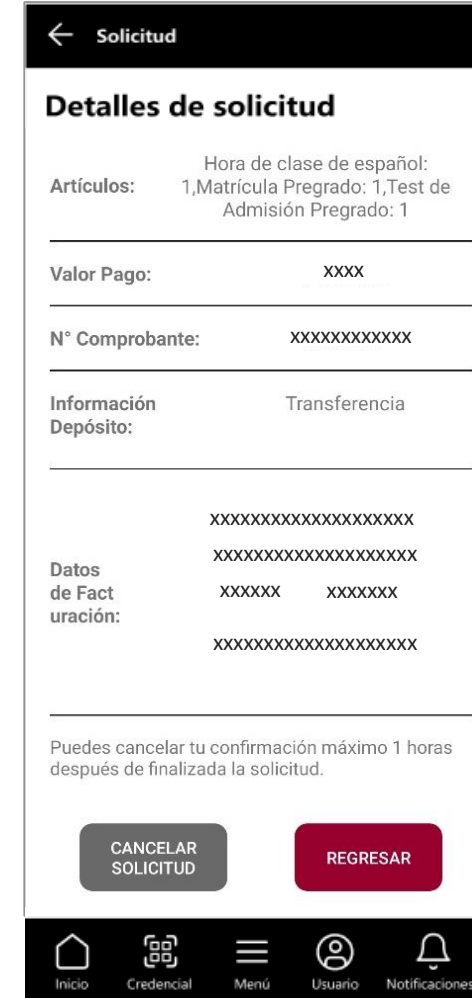 Solicitud
Detalles de solicitud
Artículos:
Hora de clase de español:
1,Matrícula Pregrado: 1,Test de
Admisión Pregrado: 1
Valor Pago:
XXXX
N° Comprobante:
XXXXXXXXXXXX
Información
Depósito:
Transferencia
Datos
de Fact
uración:
XXXXXXXXXXXXXXXXXXXX
XXXXXXXXXXXXXXXXXXXX
XXXXXX XXXXXXX
XXXXXXXXXXXXXXXXXXXX
Puedes cancelar tu confirmación máximo 1 horas
después de finalizada la solicitud.
CANCELAR
SOLICITUD
REGRESAR
Inicio Credencial Menú Usuario Notificaciones